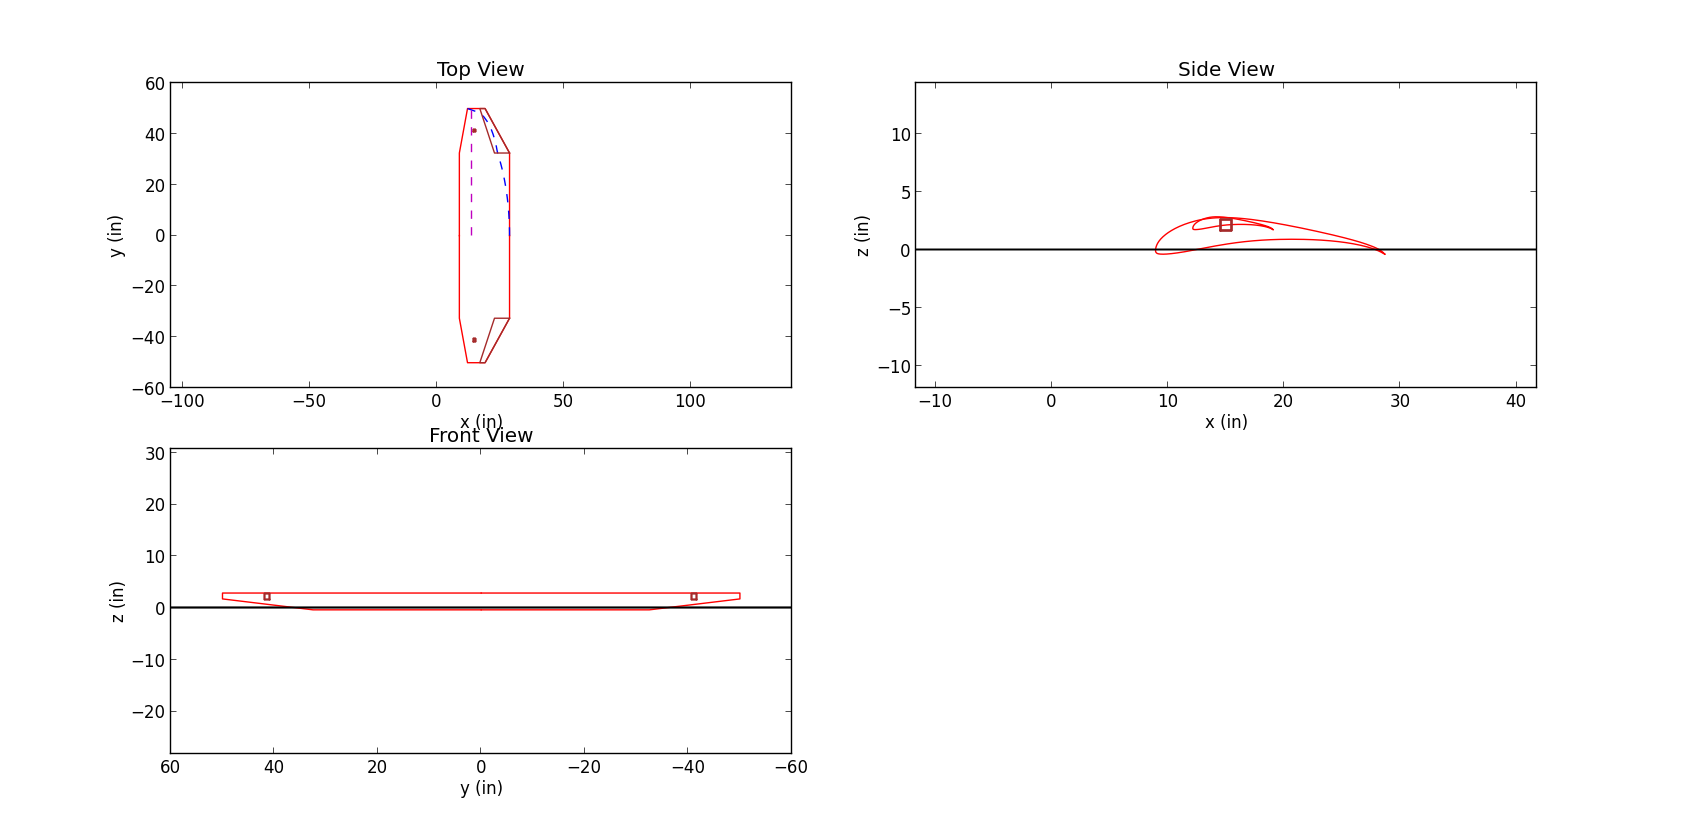 Top View
60
40
20
0
−20
−40
−60
y (in)
−100 −50 0 50 100
x (in)
Side View
10
5
0
−5
−10
z (in)
−10 0 10 20 30 40
x (in)
Front View
30
20
10
0
−10
−20
z (in)
60 40 20 0 −20 −40 −60
y (in)